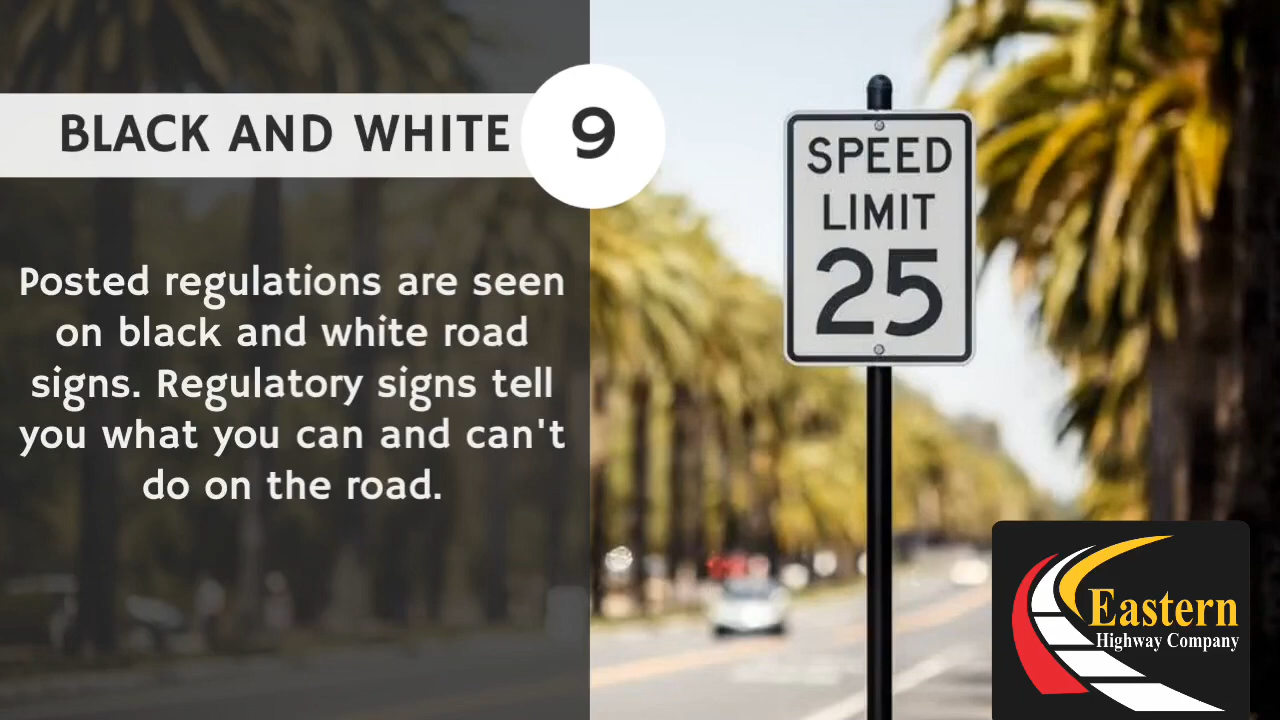 BLACK AND WHITE
9
Posted regulations are seen
on black and white road
signs. Regulatory signs tell
you what you can and can't
do on the road.
SPEED
LIMIT
25
Eastern
Highway Company